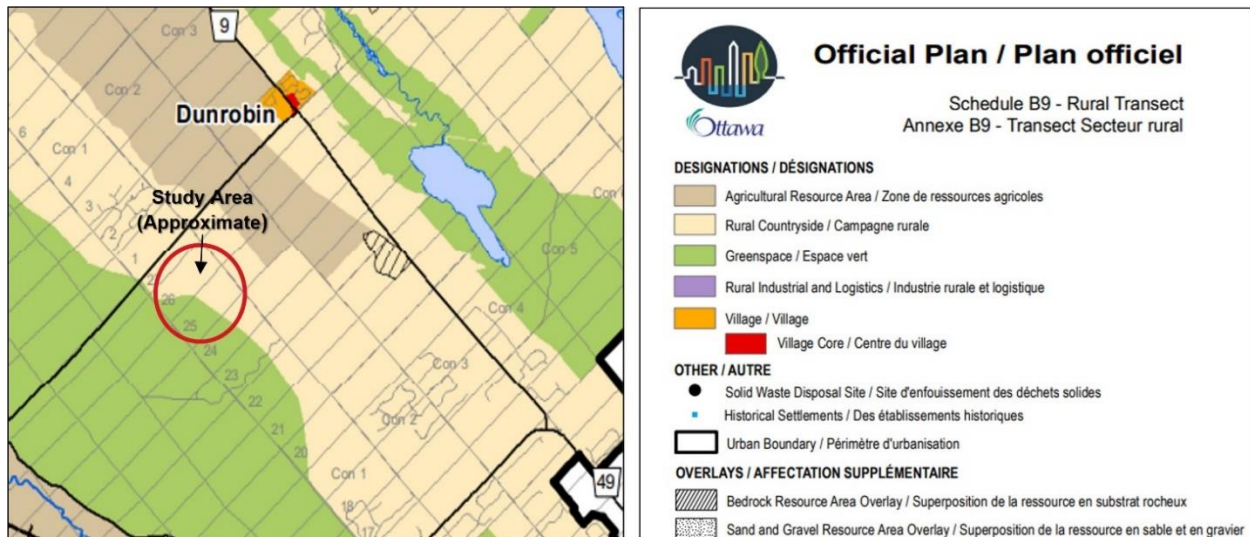 9
Con 3
Con 2
Dunrobin
6
Con 1
4
3
2
1
Study Area
(Approximate)
26
25
24
23
22
21
20
Con 5
Con 4
Con 3
Con 2
Con 1
18
17
49
Ottawa
Official Plan / Plan officiel
Schedule B9 - Rural Transect
Annexe B9 - Transect Secteur rural
DESIGNATIONS / DÉSIGNATIONS
Agricultural Resource Area / Zone de ressources agricoles
Rural Countryside / Campagne rurale
Greenspace / Espace vert
Rural Industrial and Logistics / Industrie rurale et logistique
Village / Village
Village Core / Centre du village
OTHER / AUTRE
Solid Waste Disposal Site / Site d'enfouissement des déchets solides
Historical Settlements / Des établissements historiques
Urban Boundary / Périmètre d'urbanisation
OVERLAYS / AFFECTATION SUPPLÉMENTAIRE
Bedrock Resource Area Overlay / Superposition de la ressource en substrat rocheux
Sand and Gravel Resource Area Overlay / Superposition de la ressource en sable et en gravier